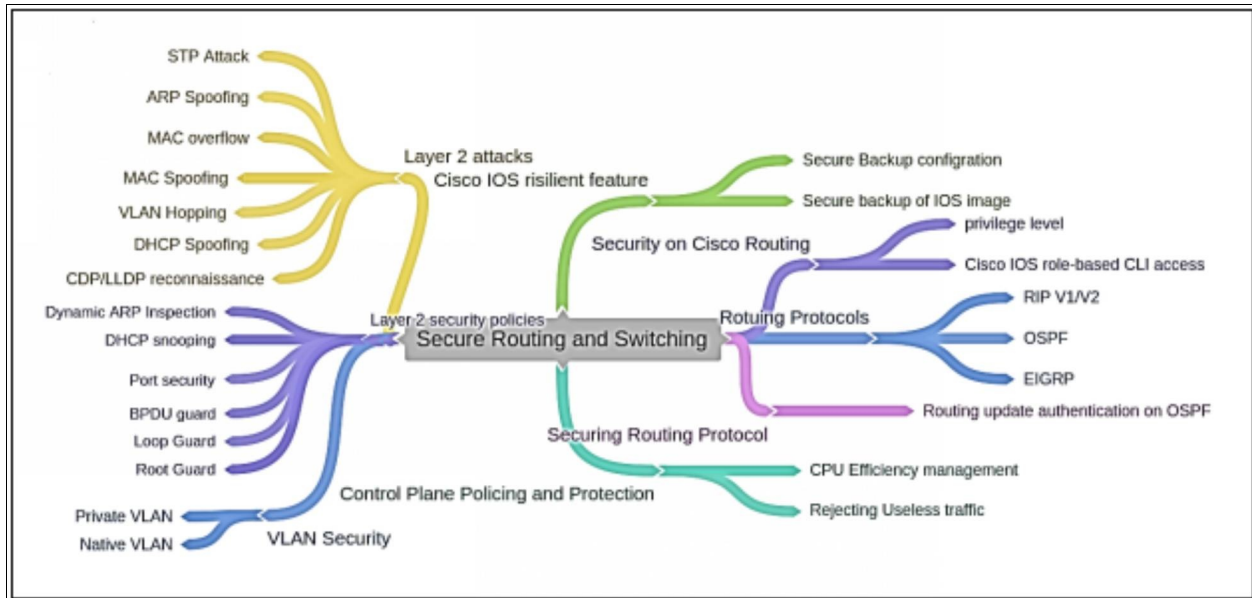 STP Attack
ARP Spoofing
MAC overflow
MAC Spoofing
VLAN Hopping
DHCP Spoofing
CDP/LLDP reconnaissance
Layer 2 attacks
Dynamic ARP Inspection
DHCP snooping
Port security
BPDU guard
Loop Guard
Root Guard
Layer 2 security policies
Private VLAN
Native VLAN
VLAN Security
Secure Routing and Switching
Cisco IOS risilient feature
Secure Backup configration
Secure backup of IOS image
Security on Cisco Routing
privilege level
Cisco IOS role-based CLI access
Rotuing Protocols
RIP V1/V2
OSPF
EIGRP
Securing Routing Protocol
Routing update authentication on OSPF
Control Plane Policing and Protection
CPU Efficiency management
Rejecting Useless traffic